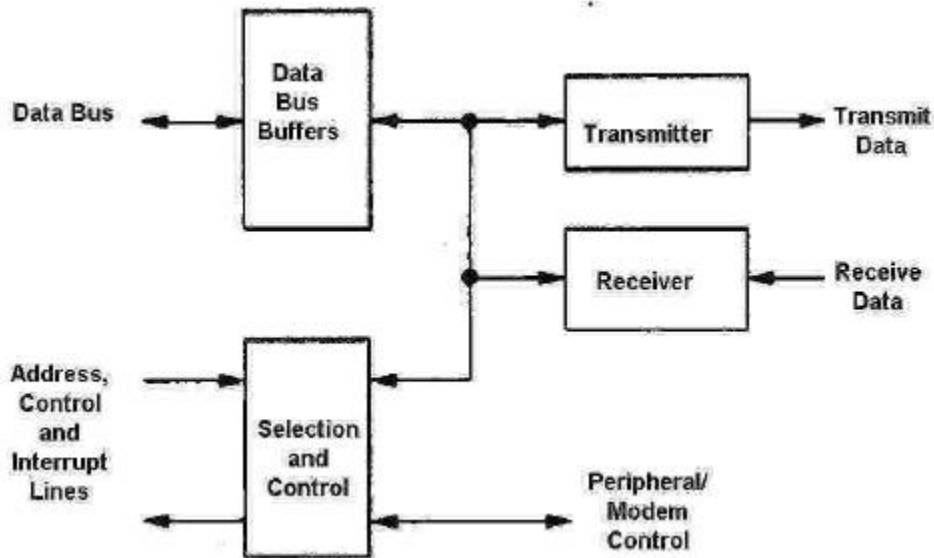 Data Bus
Data
Bus
Buffers
Transmitter
Transmit
Data
Receiver
Receive
Data
Address,
Control
and
Interrupt
Lines
Selection
and
Control
Peripheral/
Modem
Control